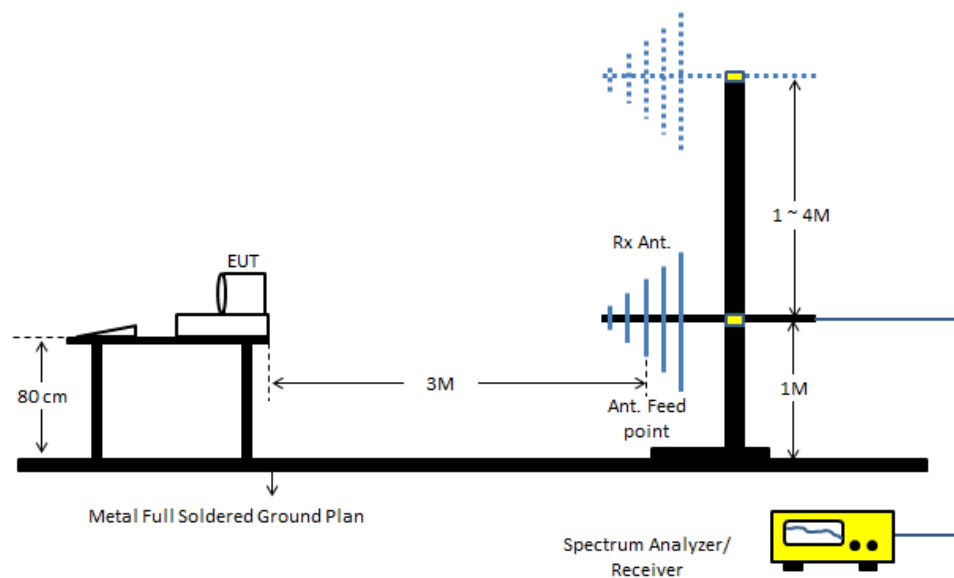 1 ~ 4M
Rx Ant.
EUT
80 cm
3M
1M
Ant. Feed
point
Metal Full Soldered Ground Plan
Spectrum Analyzer/
Receiver